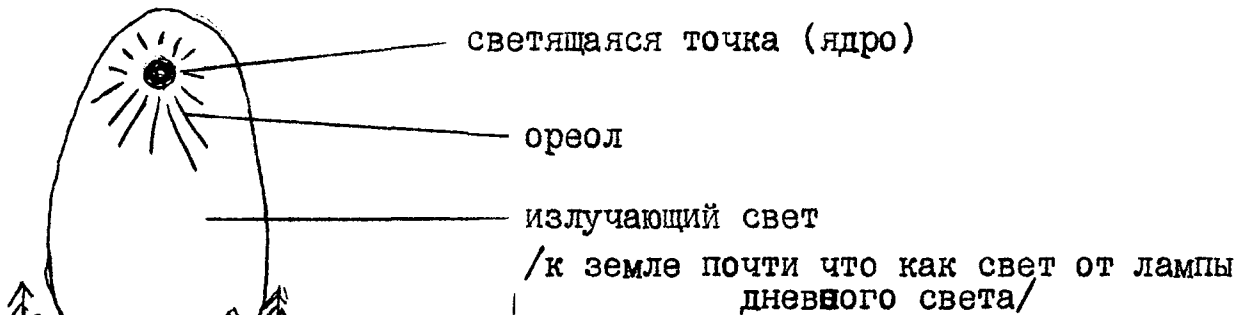 светящаяся точка (ядро)
ореол
излучающий свет
/к земле почти что как свет от лампы
дневного света/